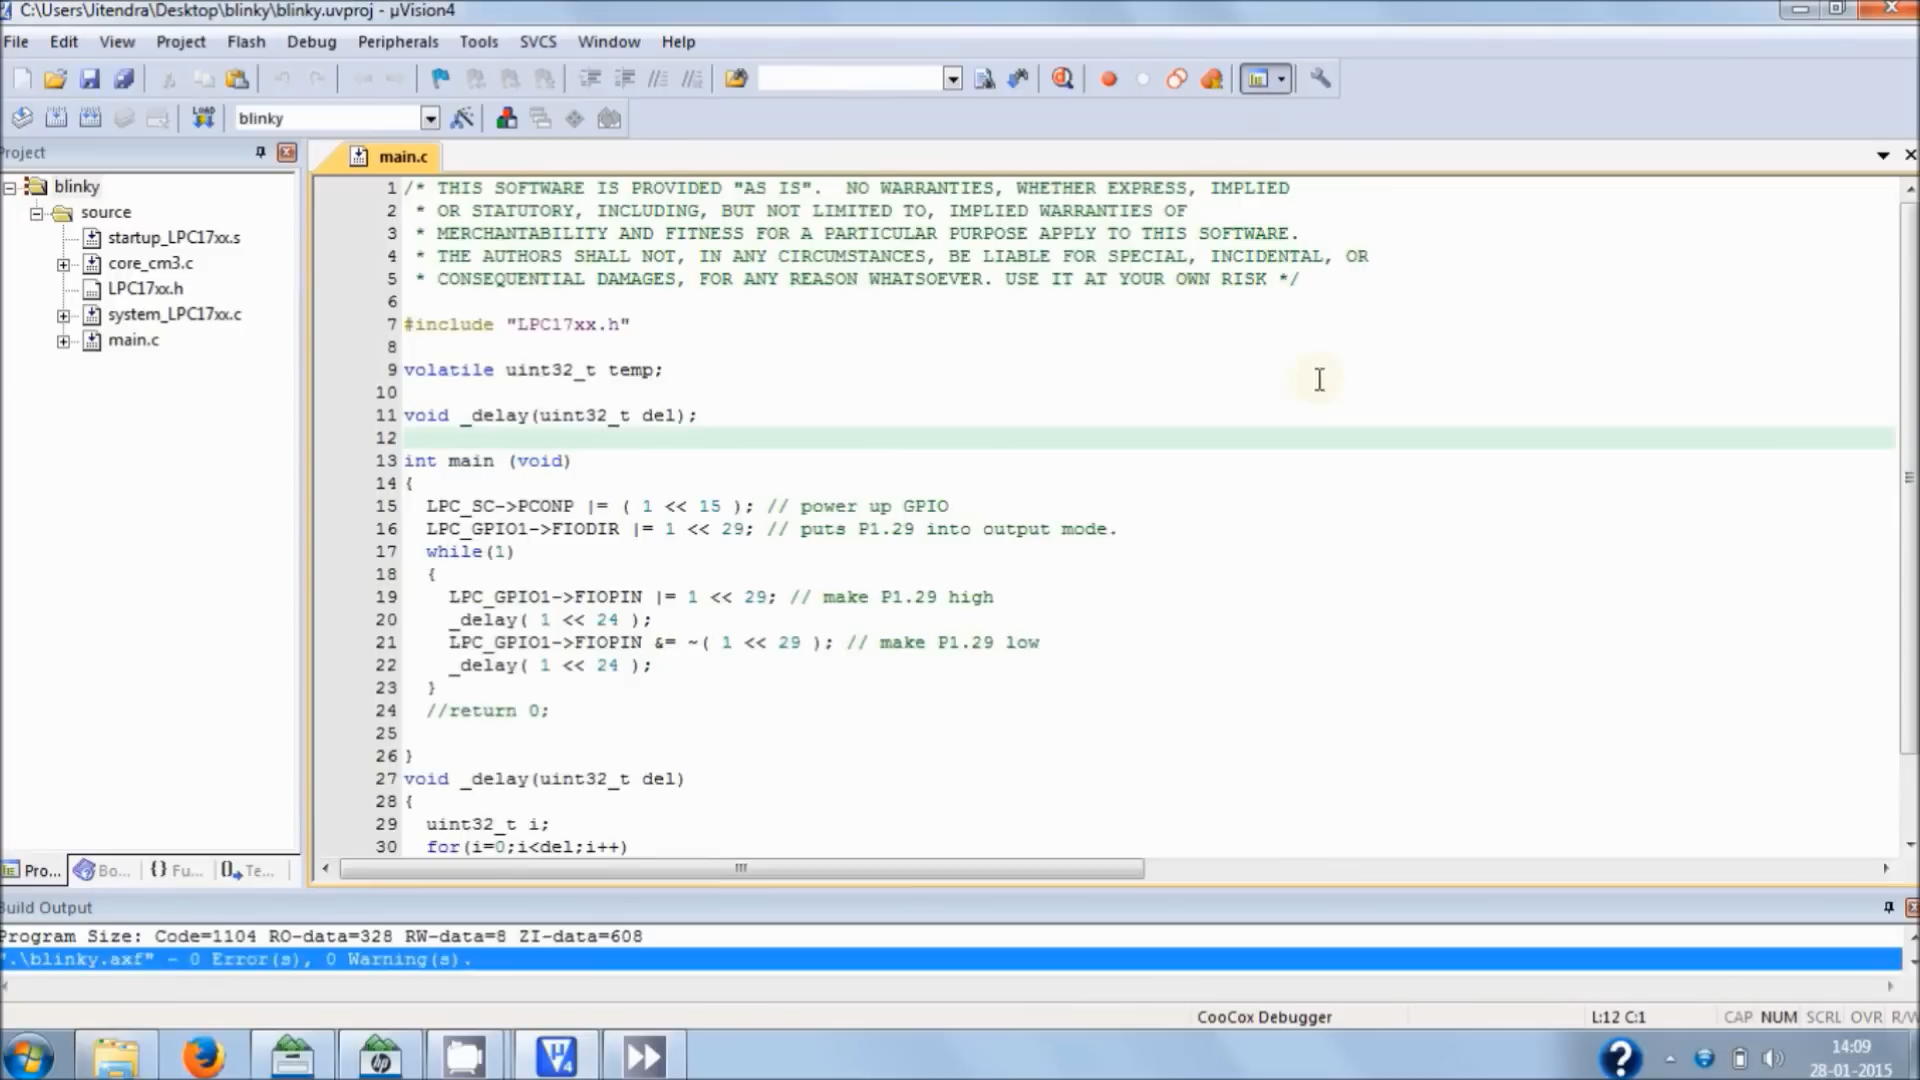 C:\Users\Jitendra\Desktop\blinky\blinky.uvproj - µVision4
File Edit View Project Flash Debug Peripherals Tools SVCS Window Help
LOAD blinky
Project
main.c
blinky
source
startup_LPC17xx.s
core_cm3.c
LPC17xx.h
system_LPC17xx.c
main.c
1 /* THIS SOFTWARE IS PROVIDED "AS IS".  NO WARRANTIES, WHETHER EXPRESS, IMPLIED
2  * OR STATUTORY, INCLUDING, BUT NOT LIMITED TO, IMPLIED WARRANTIES OF
3  * MERCHANTABILITY AND FITNESS FOR A PARTICULAR PURPOSE APPLY TO THIS SOFTWARE.
4  * THE AUTHORS SHALL NOT, IN ANY CIRCUMSTANCES, BE LIABLE FOR SPECIAL, INCIDENTAL, OR
5  * CONSEQUENTIAL DAMAGES, FOR ANY REASON WHATSOEVER. USE IT AT YOUR OWN RISK */
6
7 #include "LPC17xx.h"
8
9 volatile uint32_t temp;
10
11 void _delay(uint32_t del);
12
13 int main (void)
14 {
15   LPC_SC->PCONP |= ( 1 << 15 ); // power up GPIO
16   LPC_GPIO1->FIODIR |= 1 << 29; // puts P1.29 into output mode.
17   while(1)
18   {
19     LPC_GPIO1->FIOPIN |= 1 << 29; // make P1.29 high
20     _delay( 1 << 24 );
21     LPC_GPIO1->FIOPIN &= ~( 1 << 29 ); // make P1.29 low
22     _delay( 1 << 24 );
23   }
24   //return 0;
25
26 }
27 void _delay(uint32_t del)
28 {
29   uint32_t i;
30   for(i=0;i<del;i++)
Pro... Bo... {} Fu... Te...
Build Output
Program Size: Code=1104 RO-data=328 RW-data=8 ZI-data=608
".\blinky.axf" - 0 Error(s), 0 Warning(s).
CooCox Debugger L:12 C:1 CAP NUM SCRL OVR R/W
14:09
28-01-2015